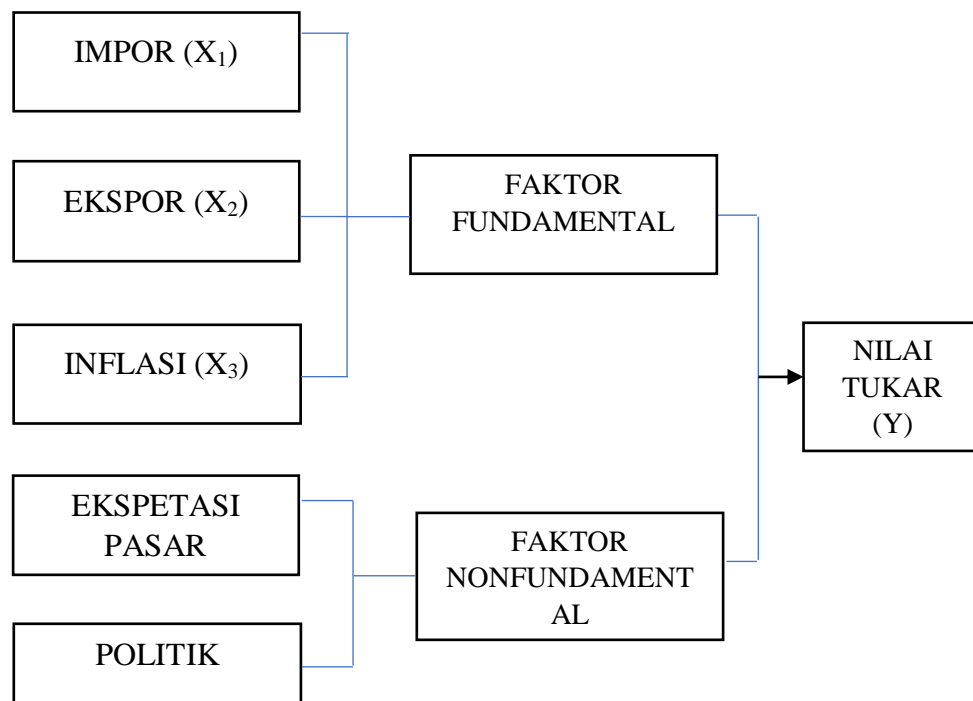 IMPOR (X₁)
EKSPOR (X₂)
INFLASI (X₃)
EKSPETASI
PASAR
POLITIK
FAKTOR
FUNDAMENTAL
FAKTOR
NONFUNDAMENT
AL
NILAI
TUKAR
(Y)